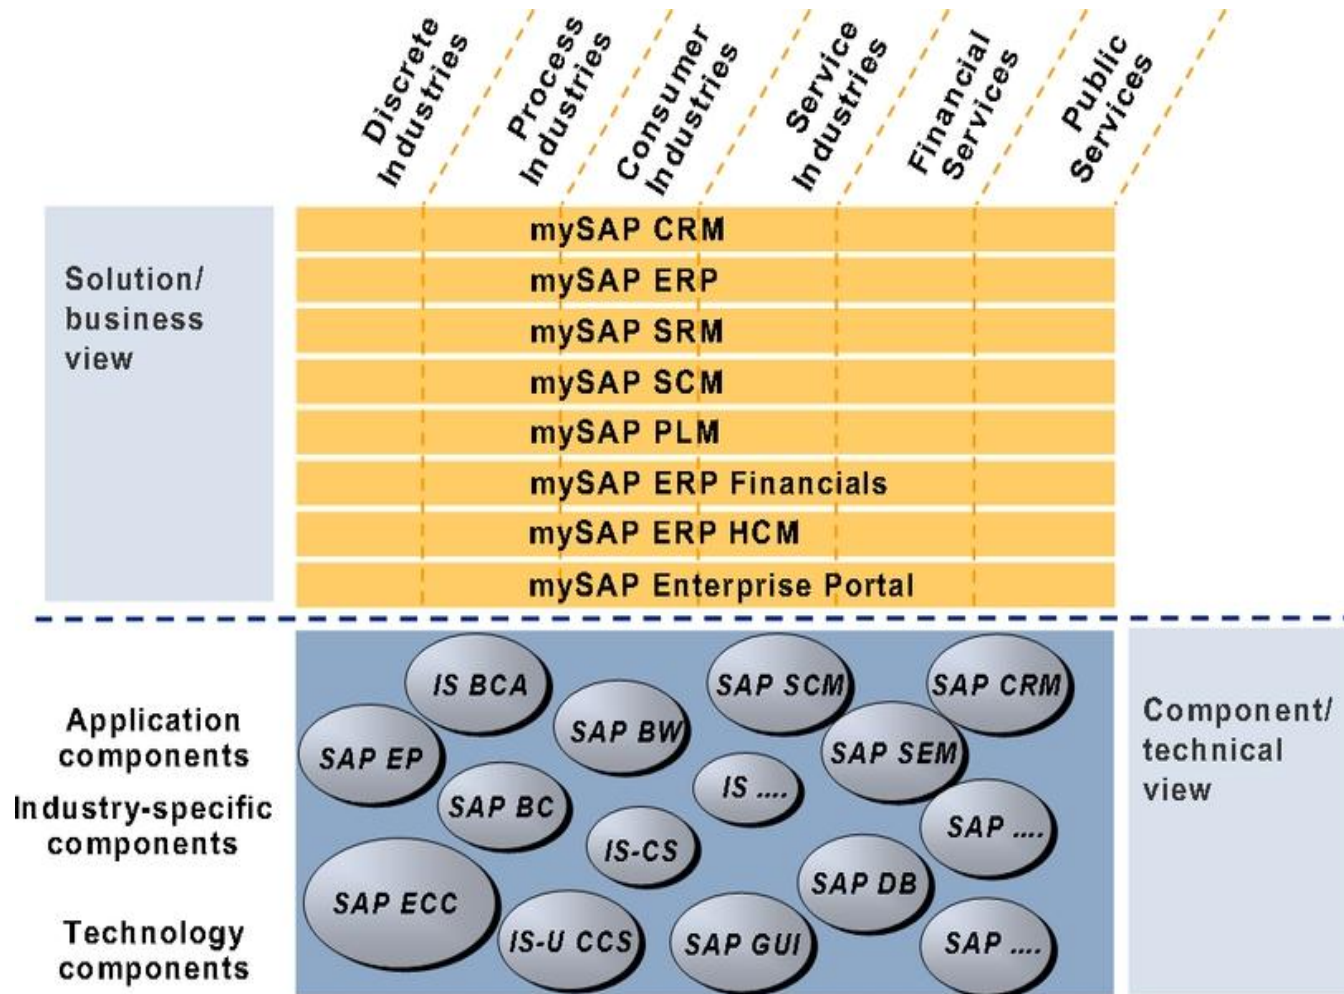 Discrete
Industries
Process
Industries
Consumer
Industries
Service
Industries
Financial
Services
Public
Services
Solution/
business
view
mySAP CRM
mySAP ERP
mySAP SRM
mySAP SCM
mySAP PLM
mySAP ERP Financials
mySAP ERP HCM
mySAP Enterprise Portal
Application
components
Industry-specific
components
Technology
components
IS BCA
SAP SCM
SAP CRM
SAP EP
SAP BW
SAP SEM
SAP BC
IS ....
SAP ....
IS-CS
SAP ECC
SAP DB
IS-U CCS
SAP GUI
SAP ....
Component/
technical
view